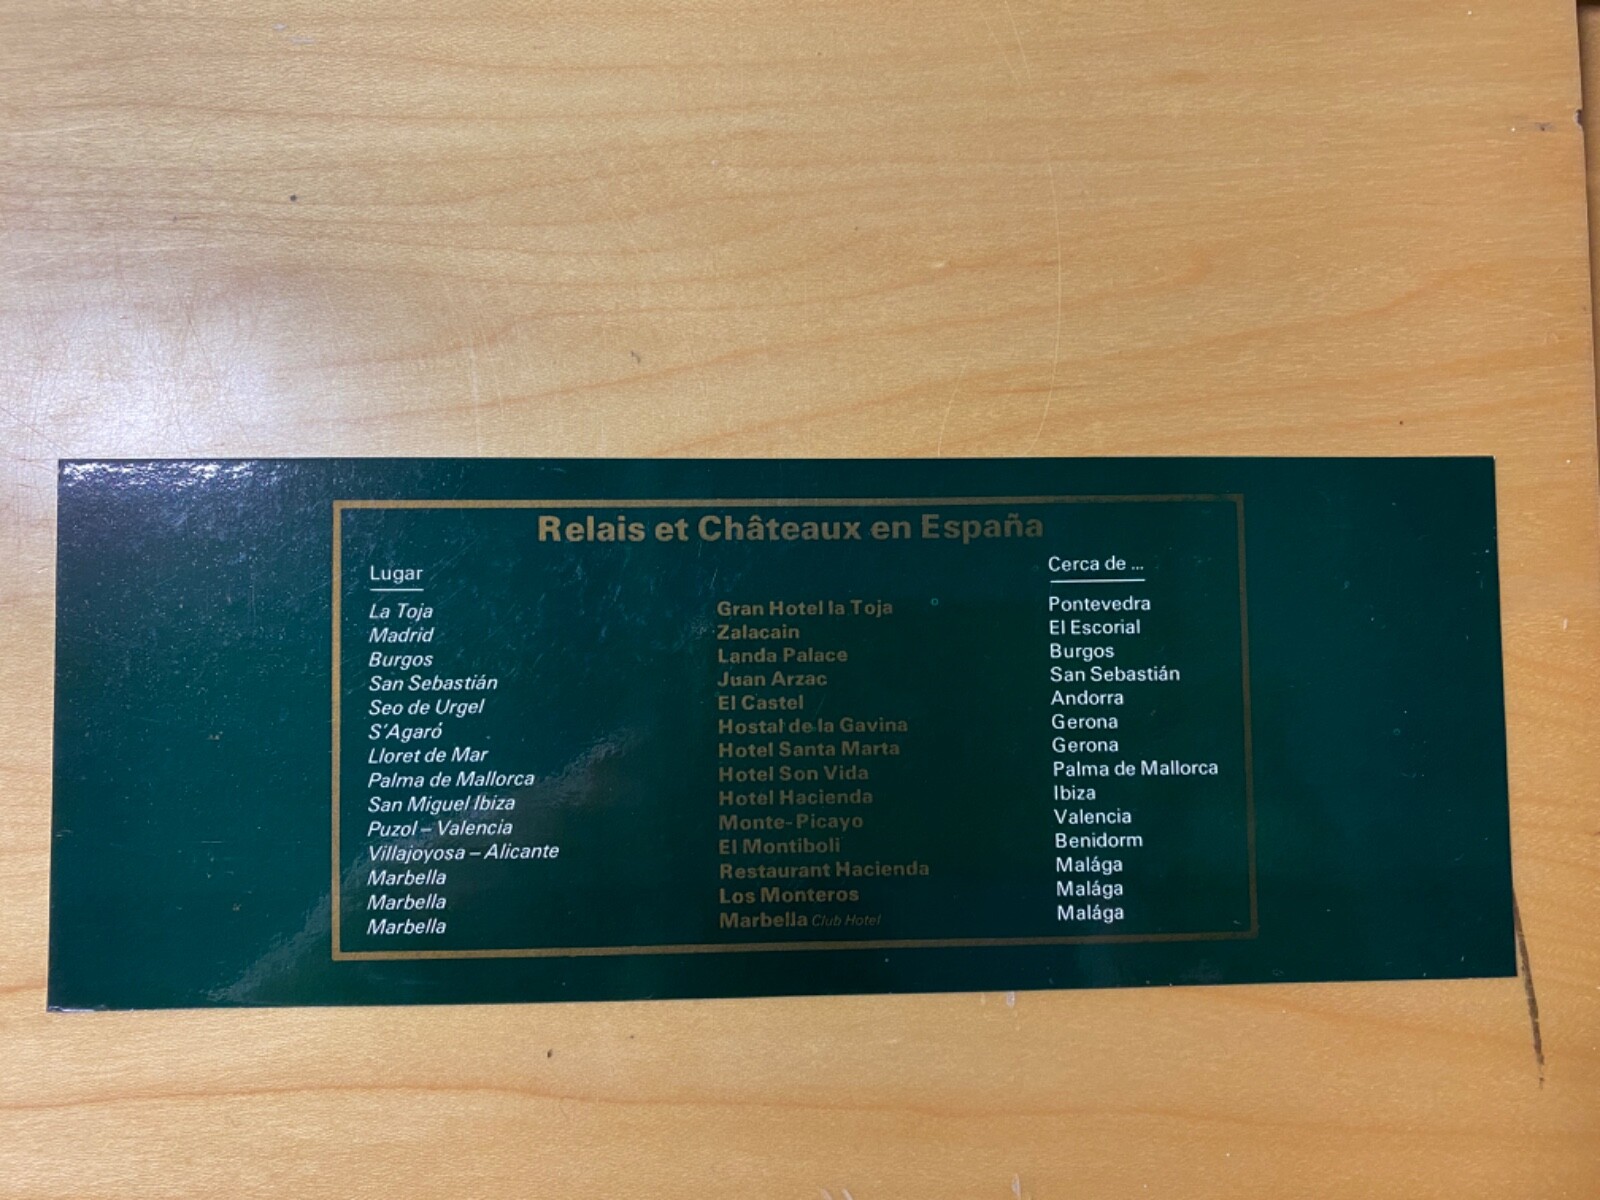 Relais et Châteaux en España
Lugar Cerca de ...
La Toja Gran Hotel la Toja Pontevedra
Madrid Zalacain El Escorial
Burgos Landa Palace Burgos
San Sebastián Juan Arzac San Sebastián
Seo de Urgel El Castel Andorra
S'Agaró Hostal de la Gavina Gerona
Lloret de Mar Hotel Santa Marta Gerona
Palma de Mallorca Hotel Son Vida Palma de Mallorca
San Miguel Ibiza Hotel Hacienda Ibiza
Puzol – Valencia Monte-Picayo Valencia
Villajoyosa – Alicante El Montiboli Benidorm
Marbella Restaurant Hacienda Malága
Marbella Los Monteros Malága
Marbella Marbella Club Hotel Malága